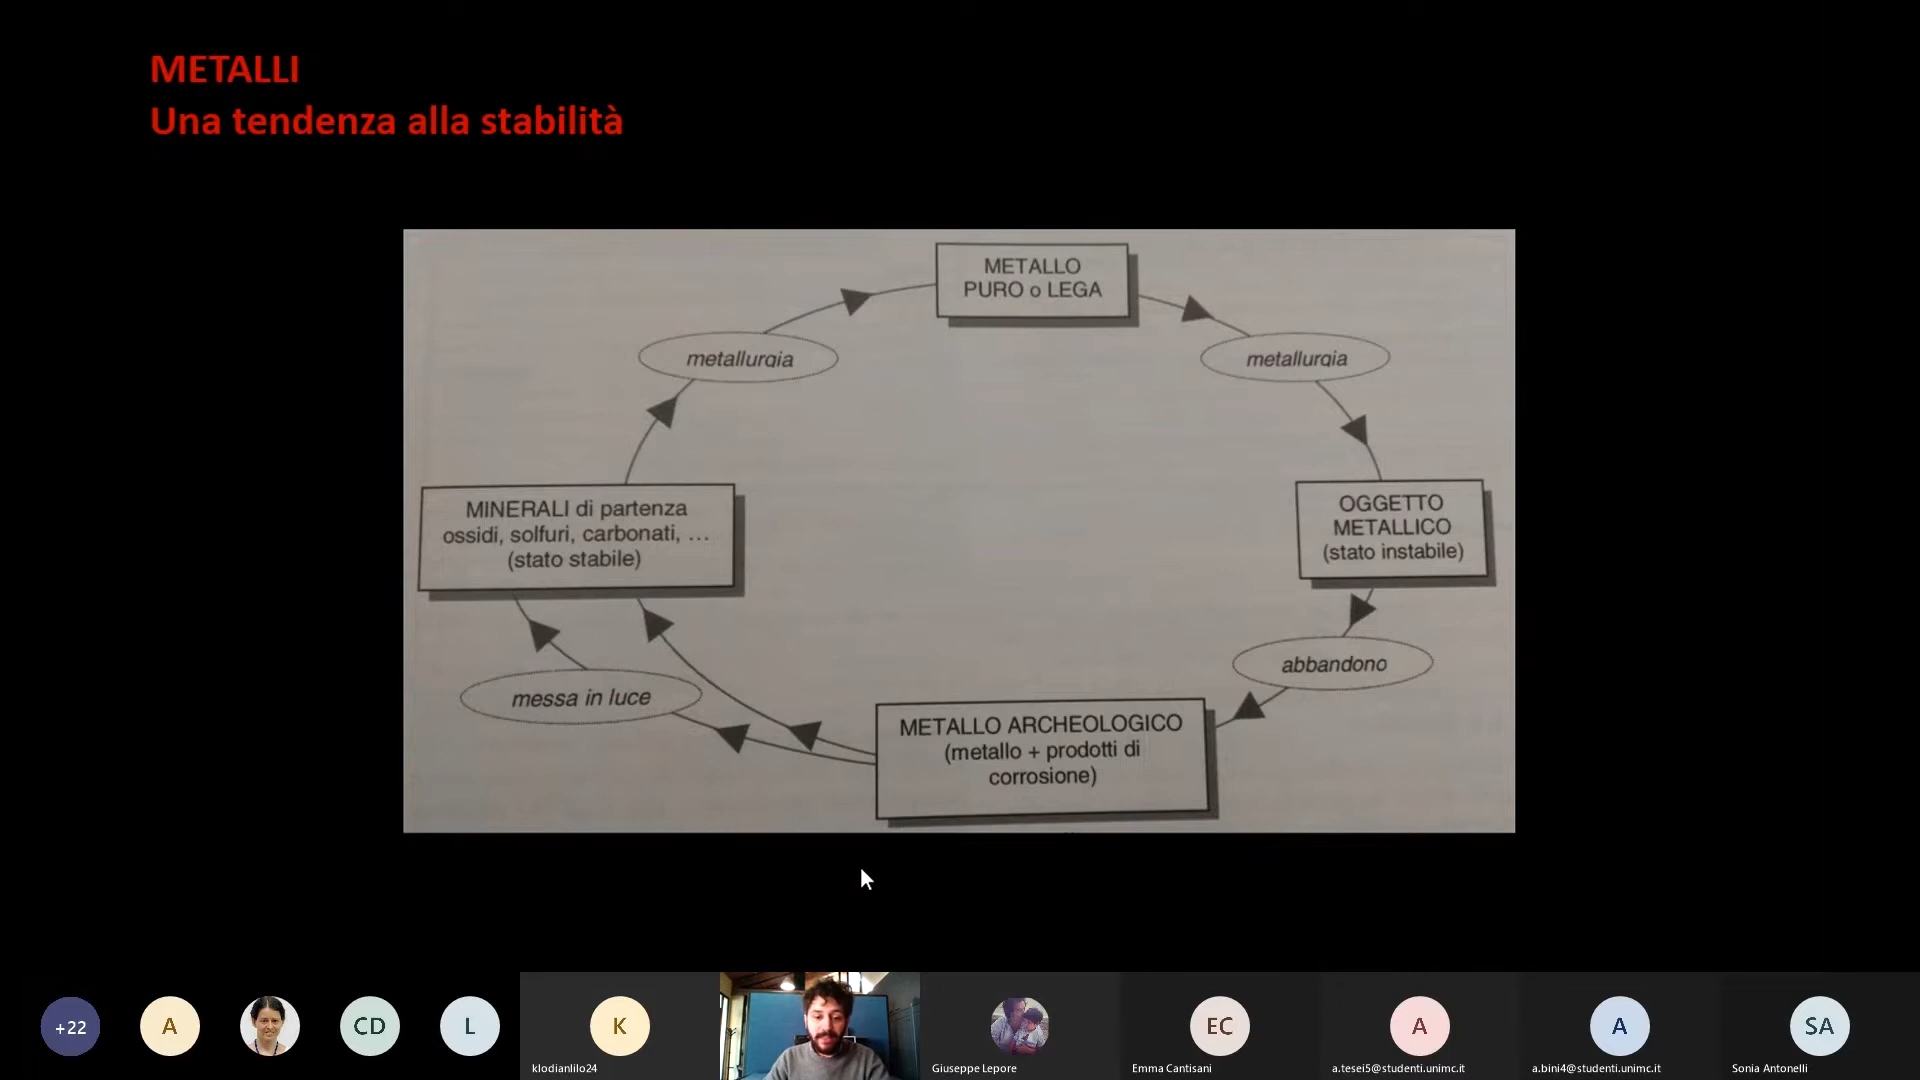 METALLI
Una tendenza alla stabilità
METALLO
PURO o LEGA
metallurgia
metallurgia
MINERALI di partenza
ossidi, solfuri, carbonati, ...
(stato stabile)
OGGETTO
METALLICO
(stato instabile)
abbandono
messa in luce
METALLO ARCHEOLOGICO
(metallo + prodotti di
corrosione)
+22
A
CD
L
K
EC
A
A
SA
klodianlilo24
Giuseppe Lepore
Emma Cantisani
a.tesei5@studenti.unimc.it
a.bini4@studenti.unimc.it
Sonia Antonelli